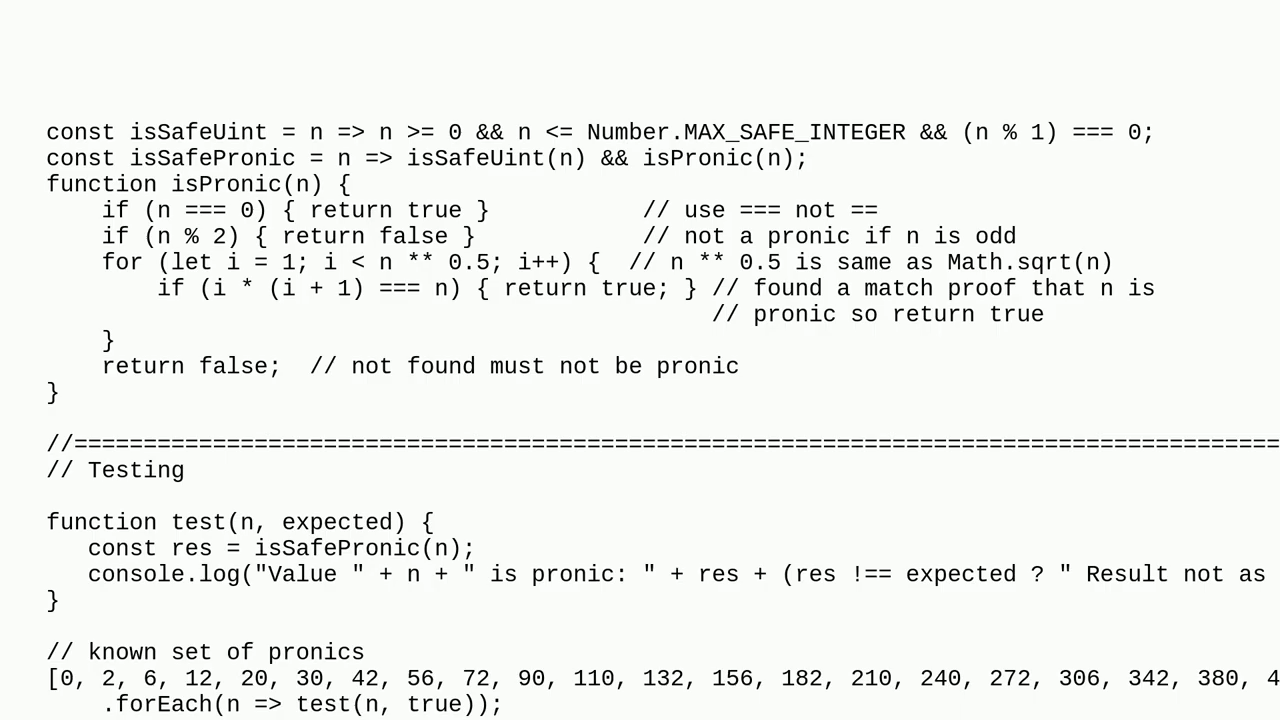 const isSafeUint = n => n >= 0 && n <= Number.MAX_SAFE_INTEGER && (n % 1) === 0;
const isSafePronic = n => isSafeUint(n) && isPronic(n);
function isPronic(n) {
    if (n === 0) { return true }           // use === not ==
    if (n % 2) { return false }            // not a pronic if n is odd
    for (let i = 1; i < n ** 0.5; i++) {  // n ** 0.5 is same as Math.sqrt(n)
        if (i * (i + 1) === n) { return true; } // found a match proof that n is
                                                // pronic so return true
    }
    return false;  // not found must not be pronic
}
//=======================================================================================
// Testing
function test(n, expected) {
   const res = isSafePronic(n);
   console.log("Value " + n + " is pronic: " + res + (res !== expected ? " Result not as
}
// known set of pronics
[0, 2, 6, 12, 20, 30, 42, 56, 72, 90, 110, 132, 156, 182, 210, 240, 272, 306, 342, 380, 4
    .forEach(n => test(n, true));